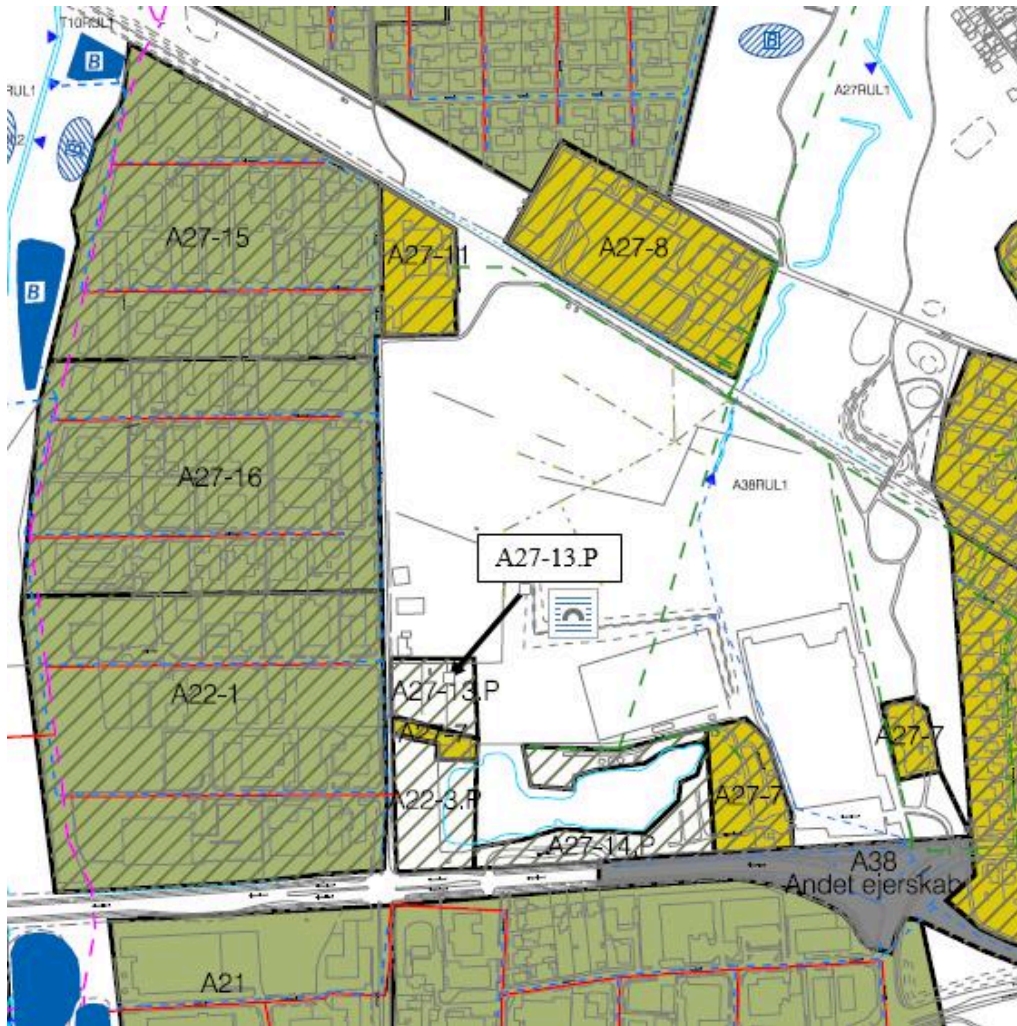 T10RUL1
B
B
RUL1
A27RUL1
B
A27-15
A27-11
A27-8
B
A27-16
A38RUL1
A27-13.P
A22-1
A27-13.P
A27-7
A27-7
A22-3.P
A27-7
A27-14.P
A38
Andet ejerskab
A21